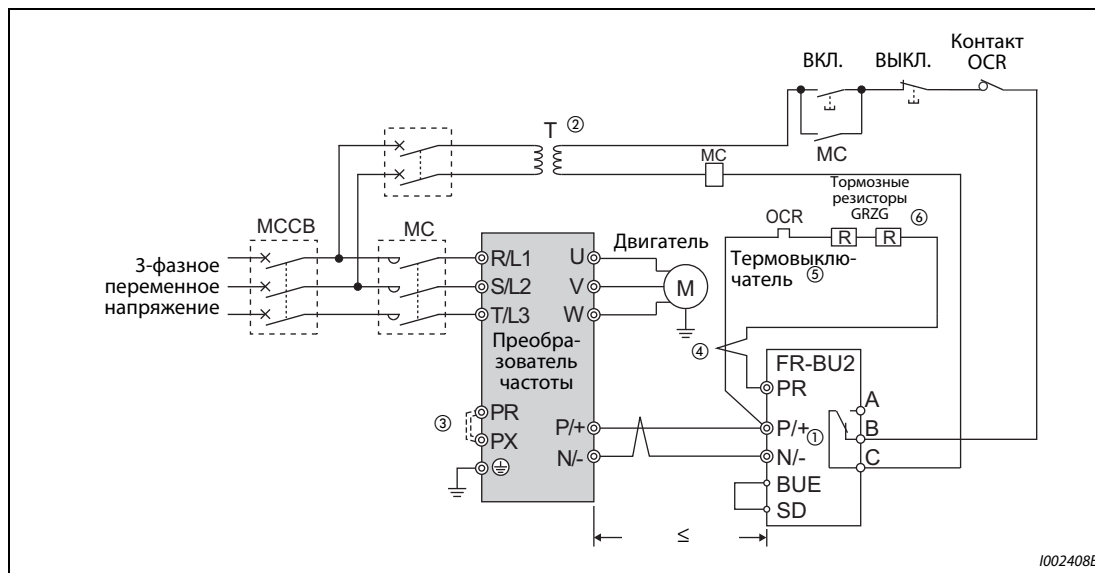 Контакт
OCR
ВКЛ.
ВЫКЛ.
T ②
MC
MC
Тормозные
резисторы
GRZG
⑥
OCR
R
R
MCCB
MC
Термовыклю-
чатель ⑤
3-фазное
переменное
напряжение
R/L1
S/L2
T/L3
U
V
W
Двигатель
M
Преобра-
зователь
частоты
④
FR-BU2
PR
A
③
PR
PX
P/+
N/-
P/+ ①
B
N/-
C
BUE
SD
≤
I002408E